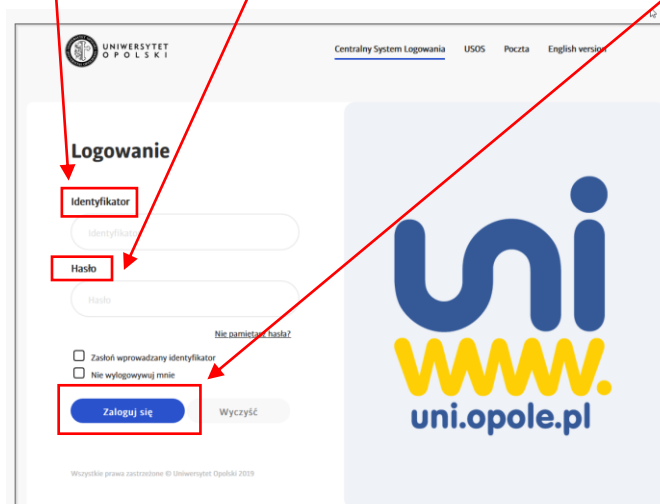 UNIWERSYTET
OPOLSKI
Centralny System Logowania USOS Poczta English version
Logowanie
Identyfikator
Identyfikator
Hasło
Hasło
Nie pamiętasz hasła?
Zasłoń wprowadzany identyfikator
Nie wylogowywuj mnie
Zaloguj się Wyczyść
Wszystkie prawa zastrzeżone © Uniwersytet Opolski 2019
uni
www.
uni.opole.pl